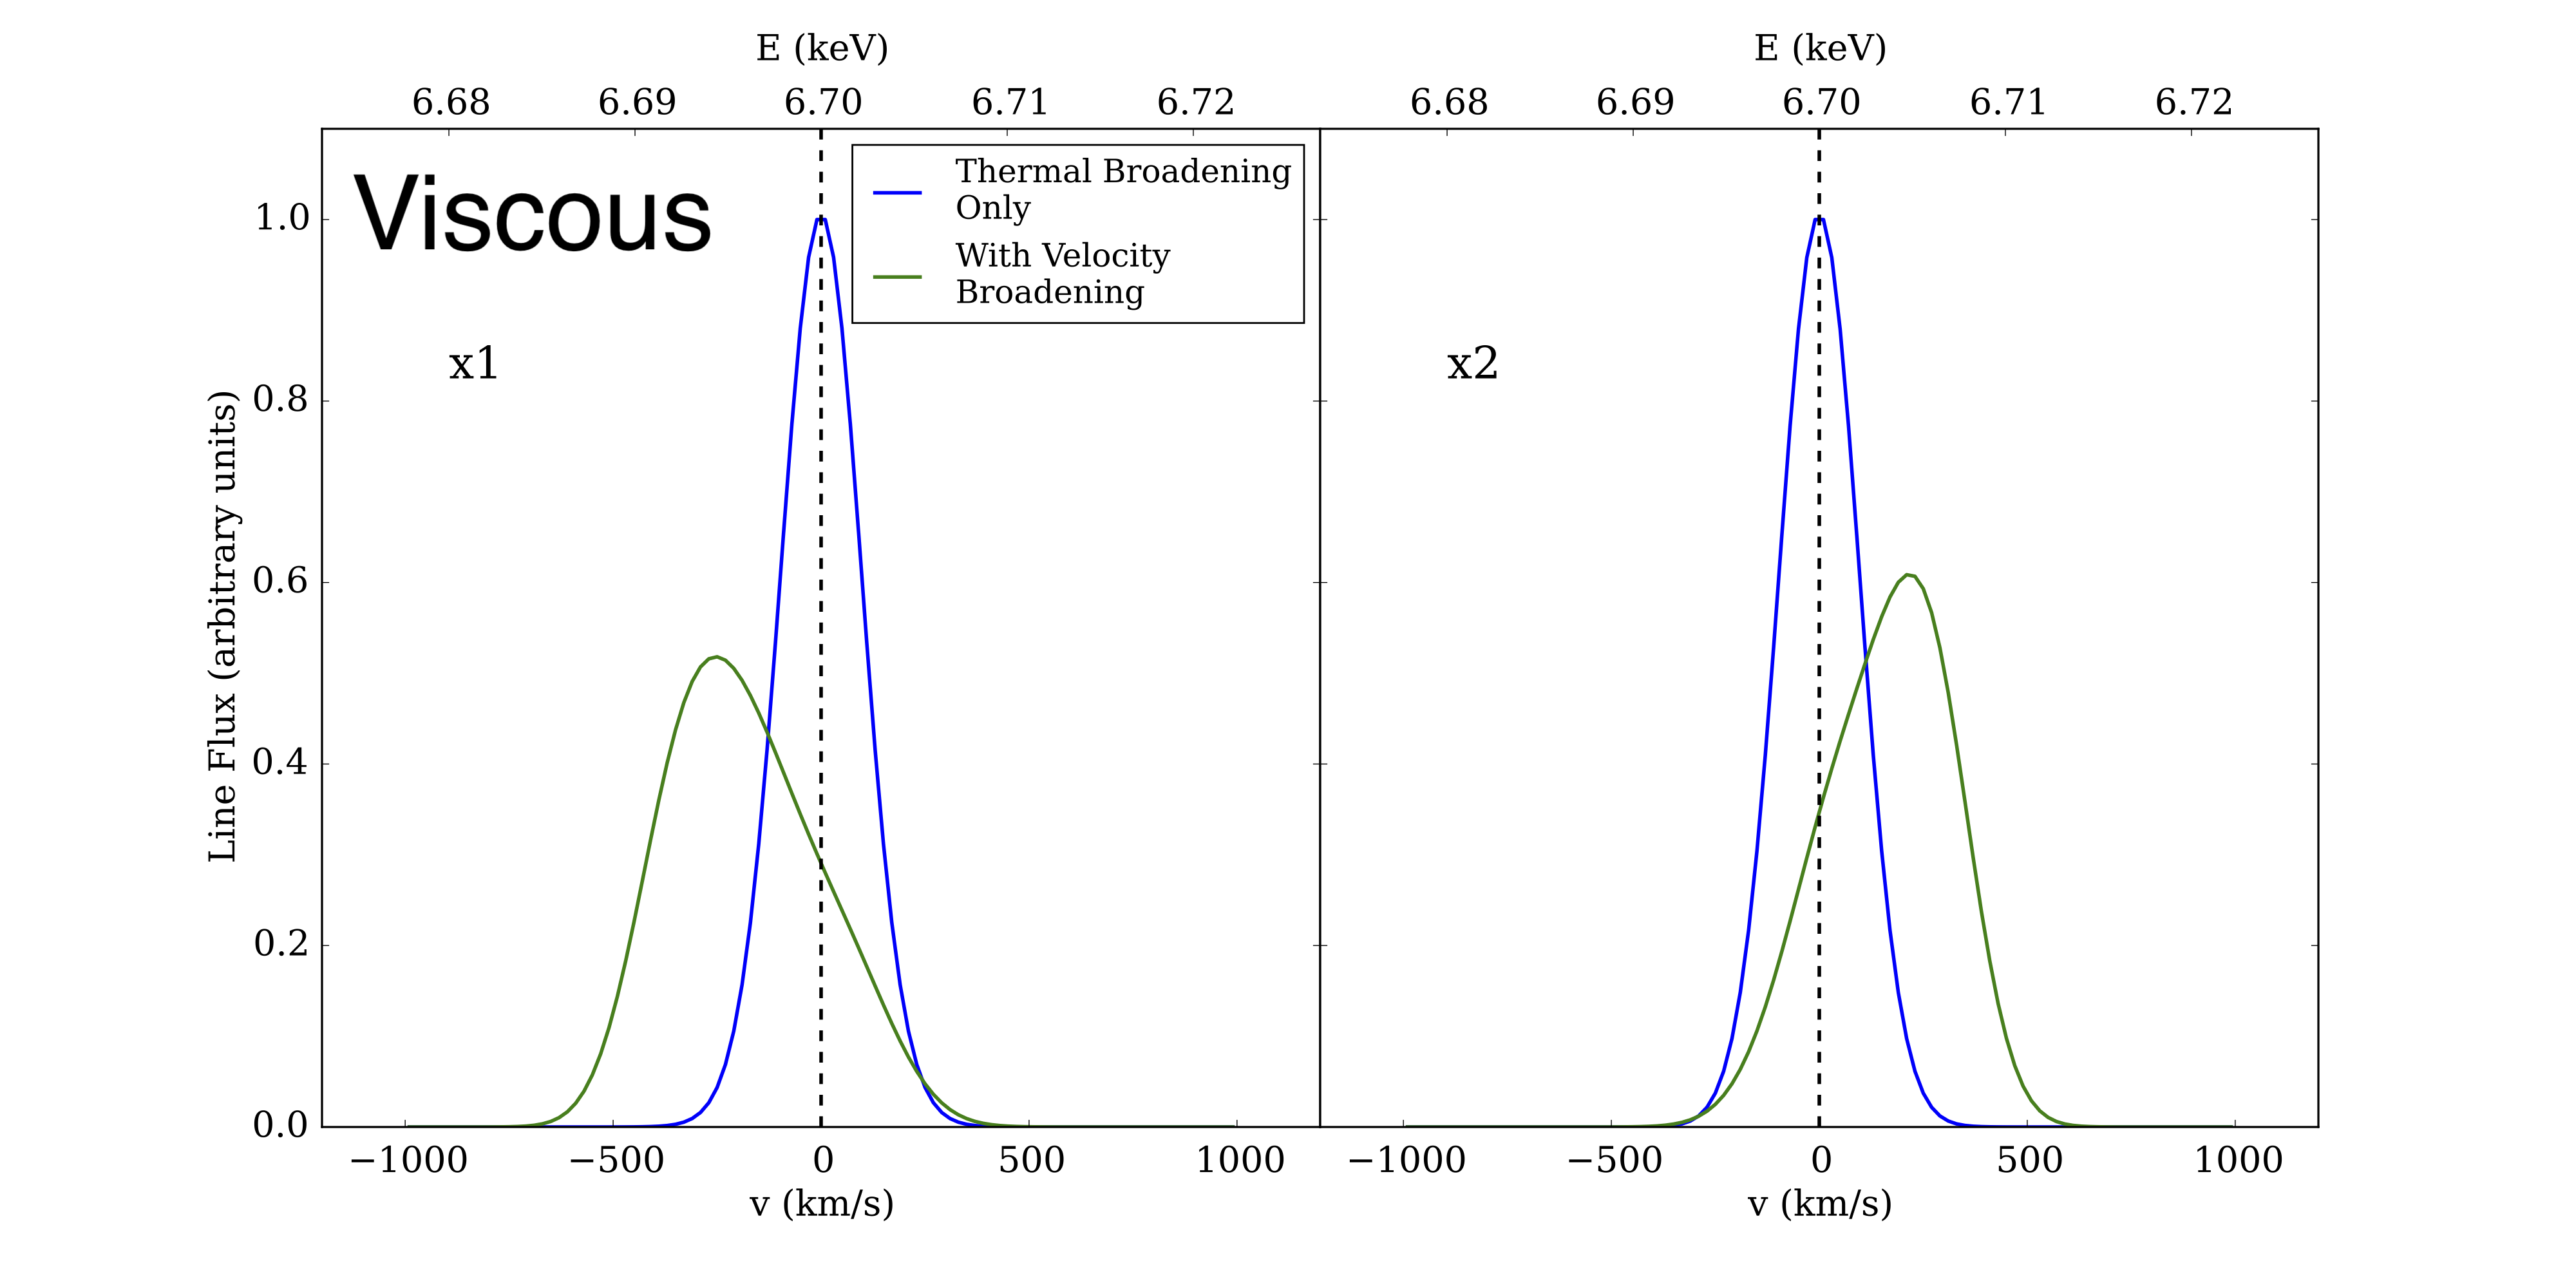 E (keV)
E (keV)
6.68 6.69 6.70 6.71 6.72
6.68 6.69 6.70 6.71 6.72
Viscous
Thermal Broadening
Only
With Velocity
Broadening
x1
x2
Line Flux (arbitrary units)
1.0
0.8
0.6
0.4
0.2
0.0
−1000 −500 0 500 1000
−1000 −500 0 500 1000
v (km/s)
v (km/s)